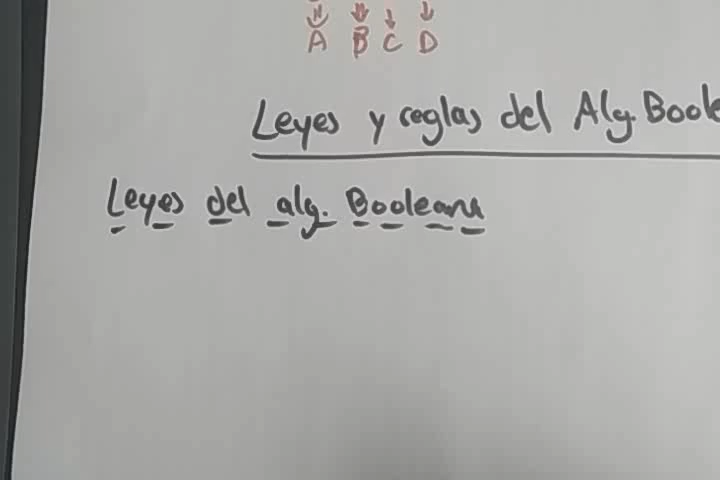 A B C D
Leyes y reglas del Alg. Boole
Leyes del alg. Booleana